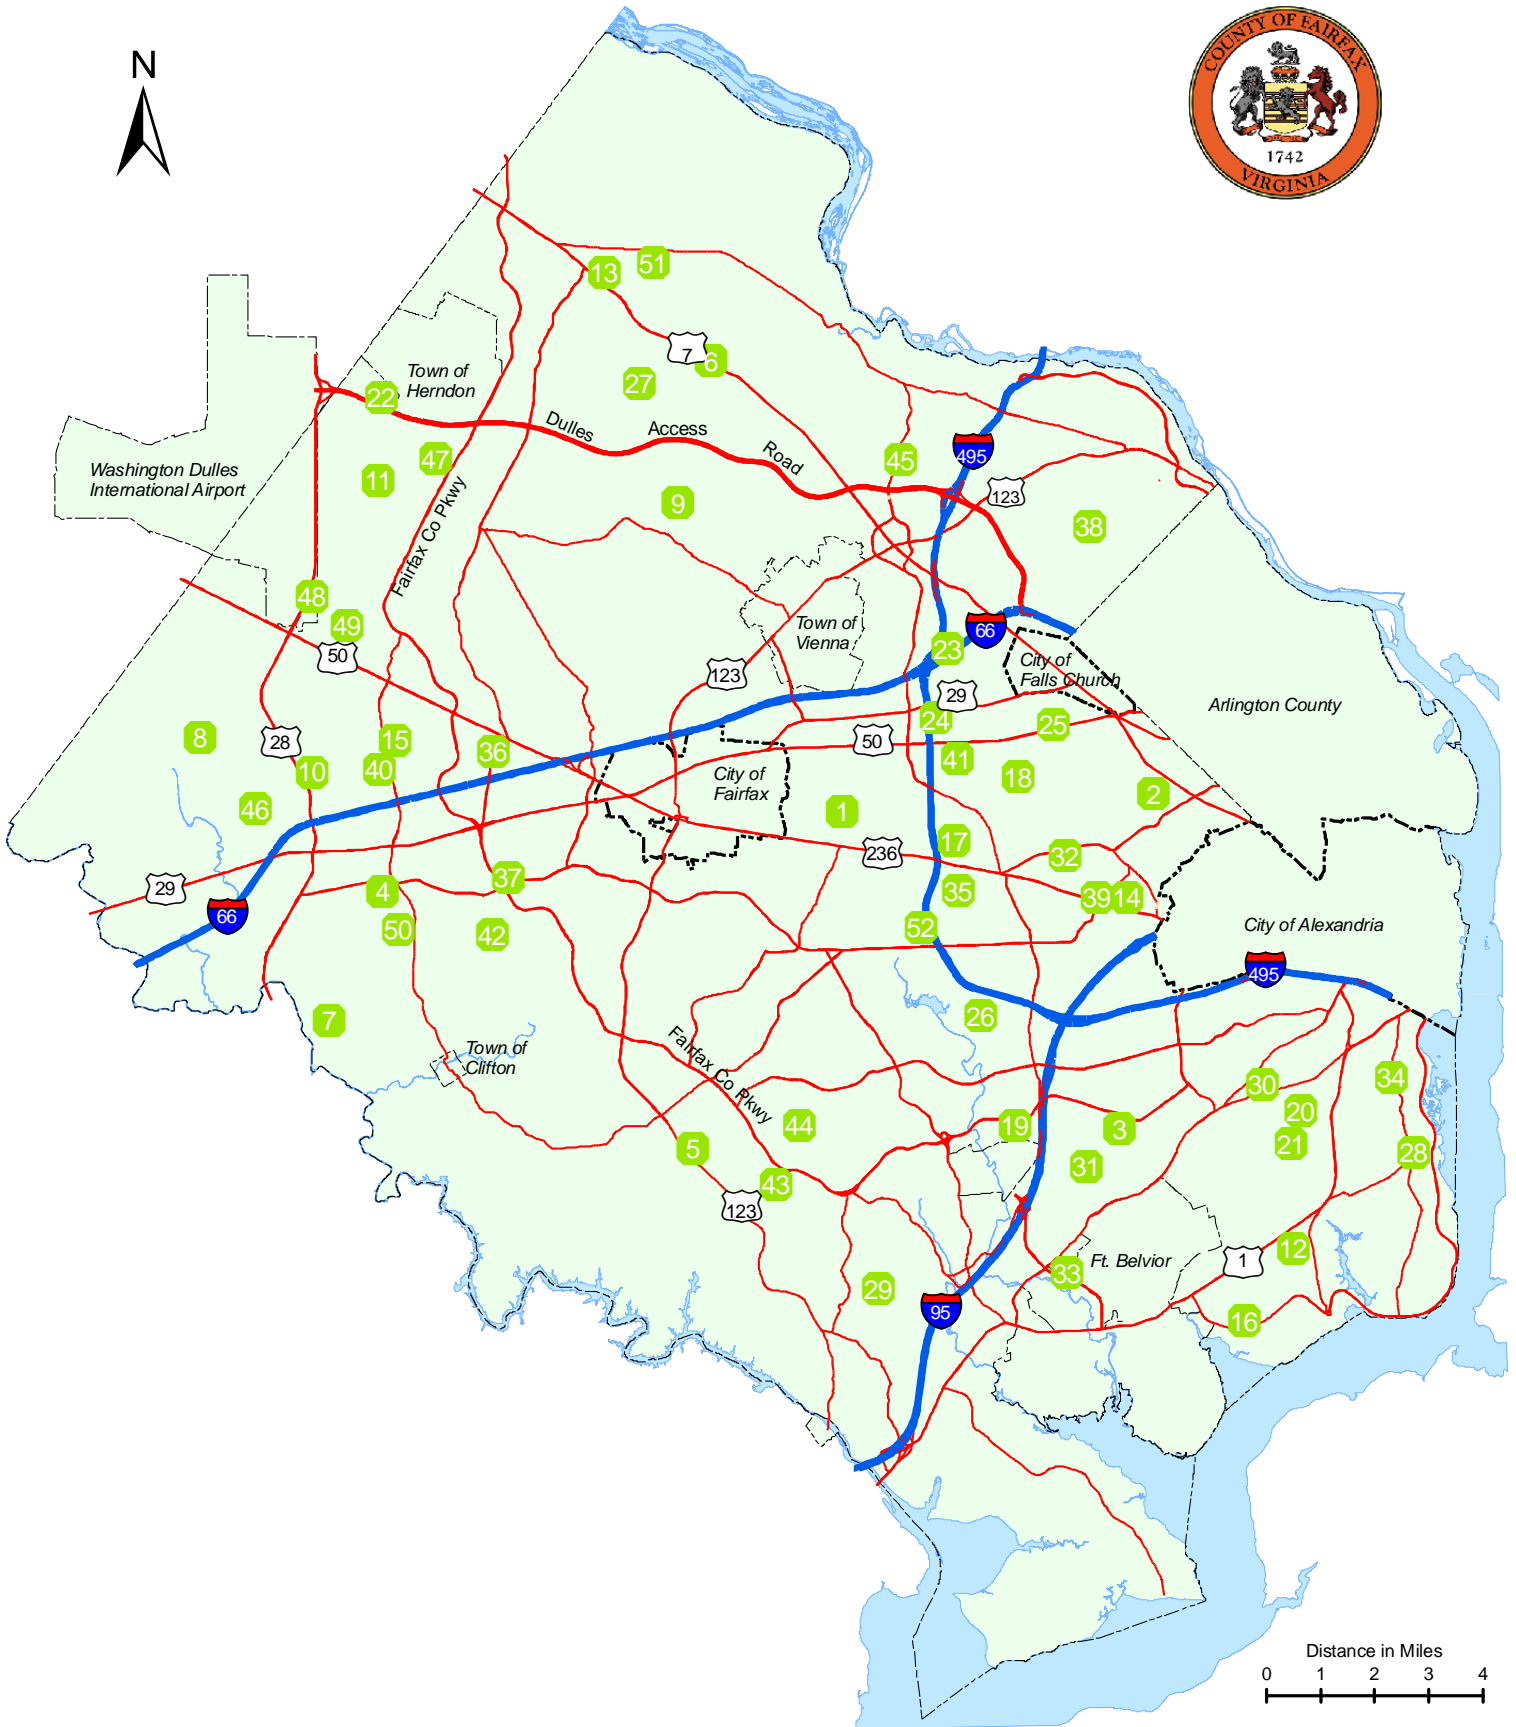 COUNTY OF FAIRFAX
1742
VIRGINIA
N
51
13
7
6
27
Town of
Herndon
22
Dulles
Access
Road
45
495
47
Washington Dulles
International Airport
11
123
9
38
Fairfax Co Pkwy
48
49
50
Town of
Vienna
66
23
City of
Falls Church
123
29
24
25
Arlington County
8
28
15
36
50
41
40
10
City of
Fairfax
18
2
46
1
17
236
32
29
4
37
35
39
14
66
50
42
52
City of Alexandria
495
7
26
Town of
Clifton
Fairfax Co Pkwy
30
34
20
44
19
3
21
5
31
28
43
123
12
Ft. Belvior
1
33
29
95
16
Distance in Miles
0 1 2 3 4